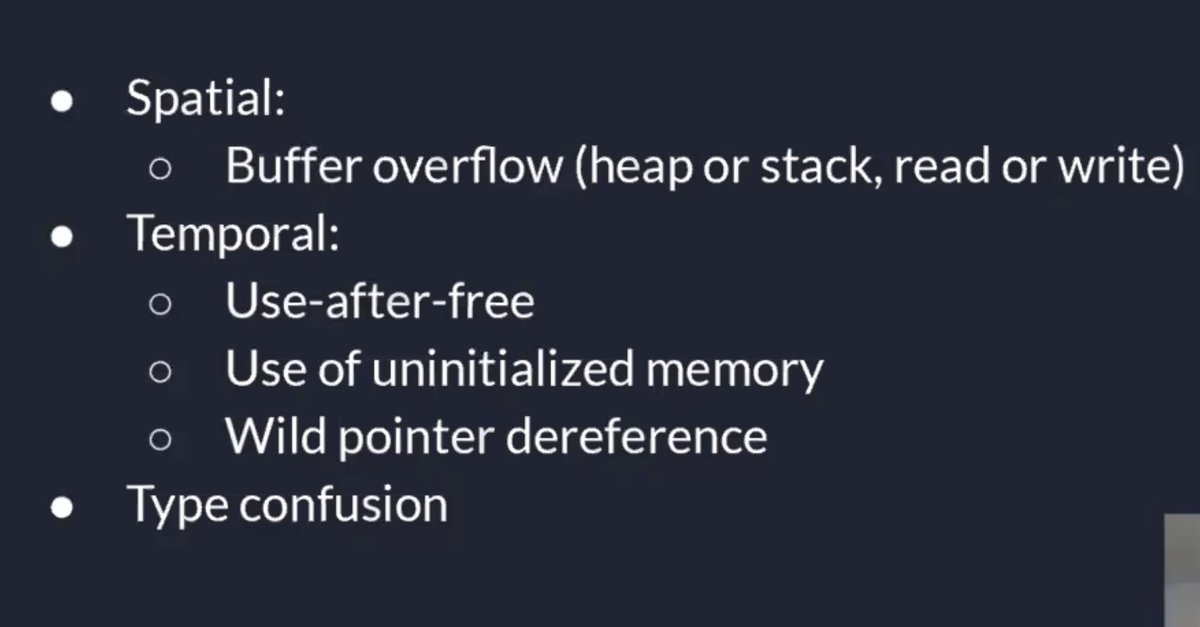 ● Spatial:
○ Buffer overflow (heap or stack, read or write)
● Temporal:
○ Use-after-free
○ Use of uninitialized memory
○ Wild pointer dereference
● Type confusion